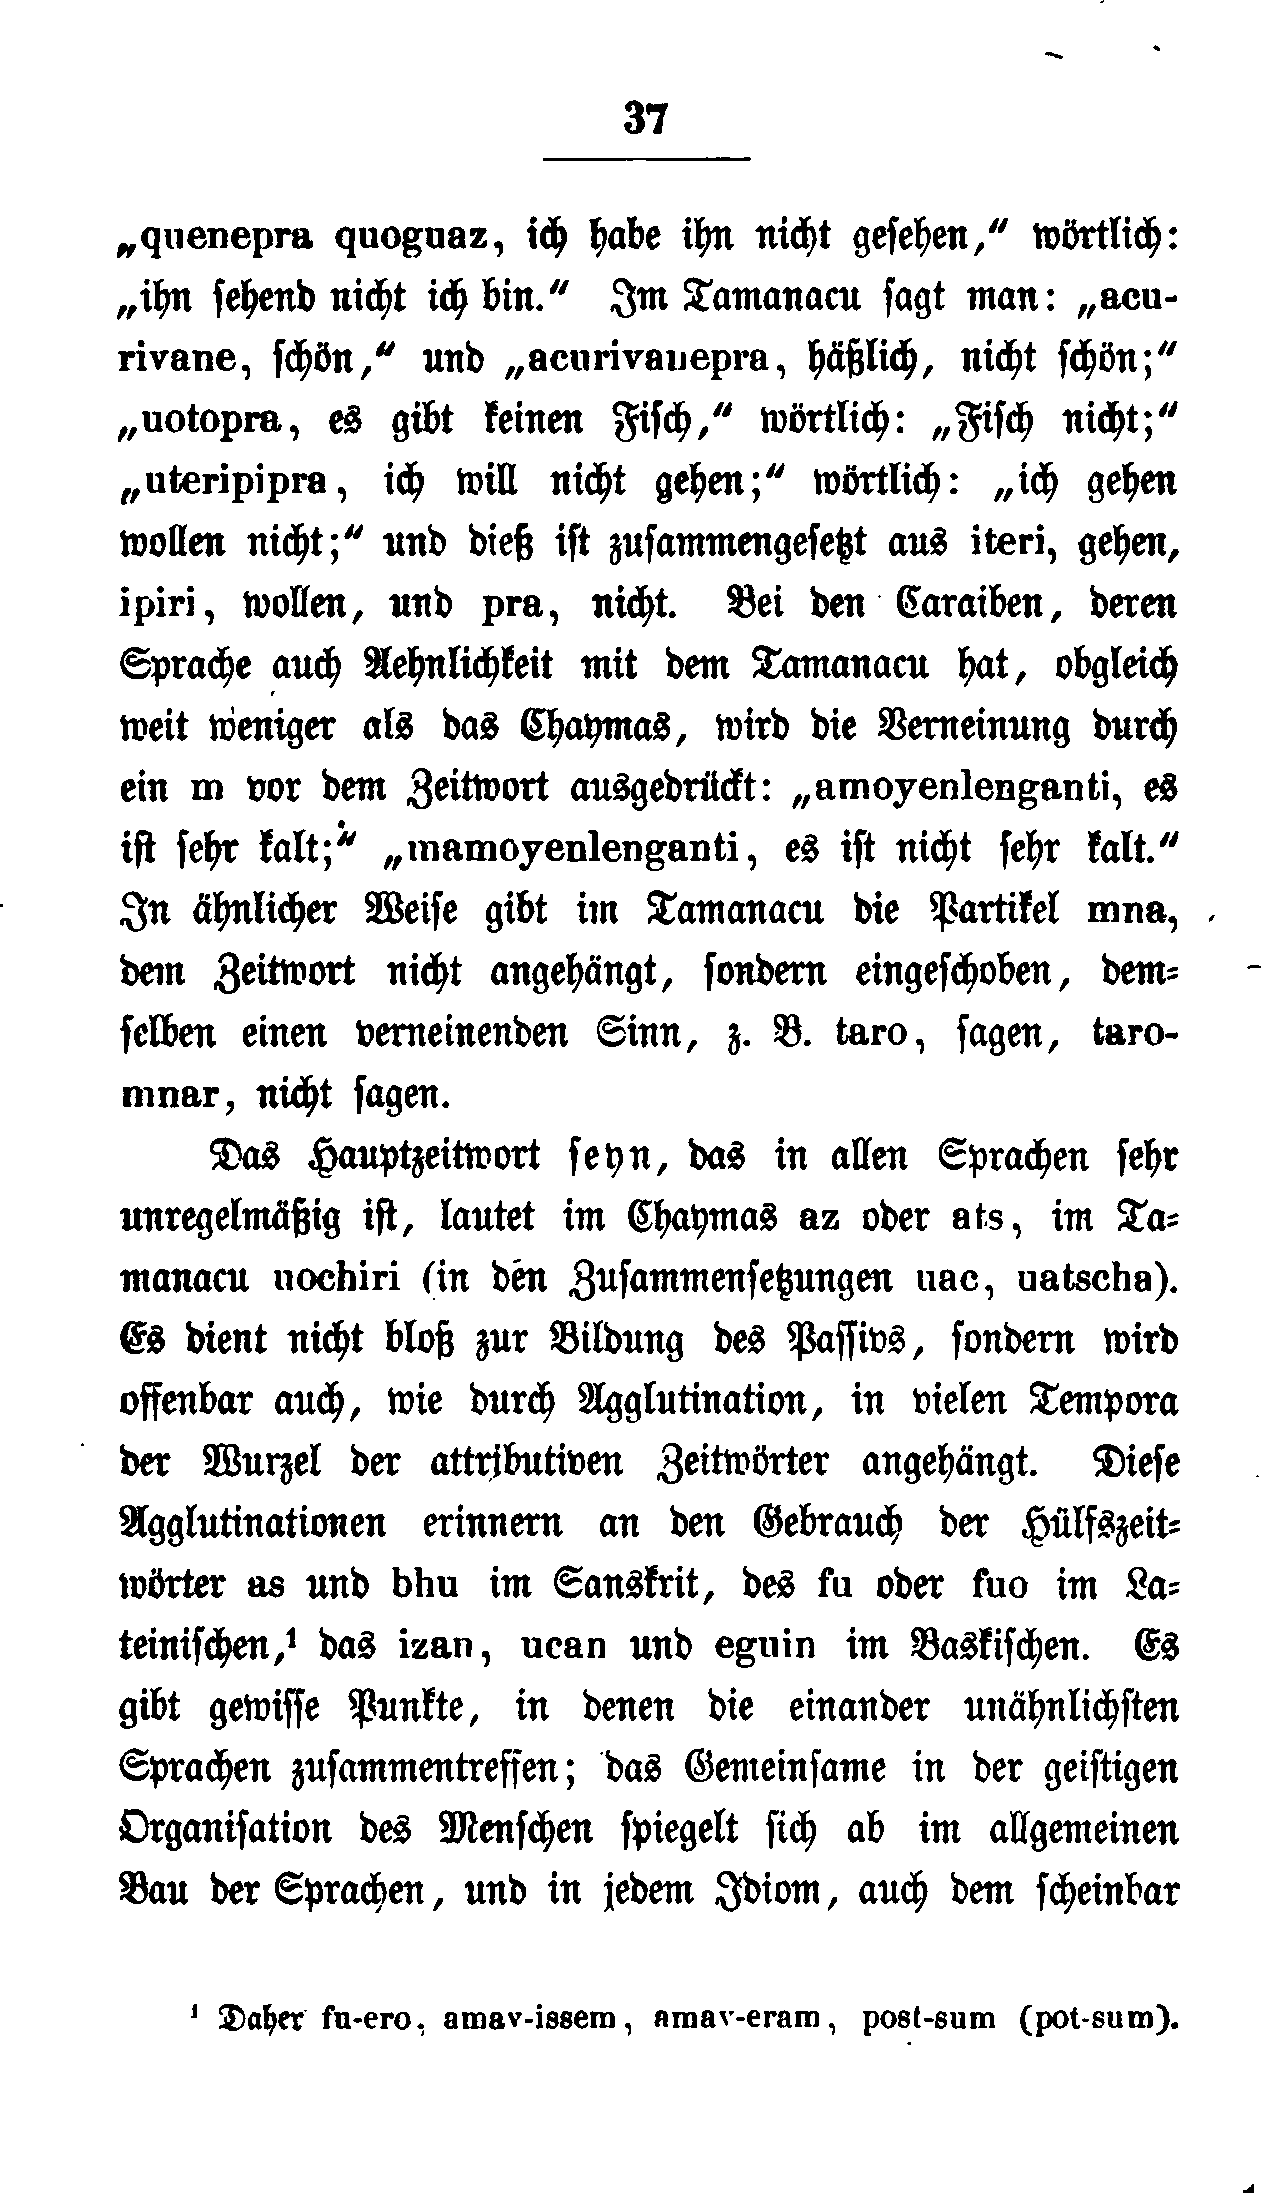 37
„quenepra quoguaz, ich habe ihn nicht gesehen,“ wörtlich:
„ihn sehend nicht ich bin.“ Im Tamanacu sagt man: „acu-
rivane, schön,“ und „acurivanepra, häßlich, nicht schön;“
„uotopra, es gibt keinen Fisch,“ wörtlich: „Fisch nicht;“
„uteripipra, ich will nicht gehen;“ wörtlich: „ich gehen
wollen nicht;“ und dieß ist zusammengesetzt aus iteri, gehen,
ipiri, wollen, und pra, nicht. Bei den Caraiben, deren
Sprache auch Aehnlichkeit mit dem Tamanacu hat, obgleich
weit weniger als das Chaymas, wird die Verneinung durch
ein m vor dem Zeitwort ausgedrückt: „amoyenlenganti, es
ist sehr kalt;“ „mamoyenlenganti, es ist nicht sehr kalt.“
In ähnlicher Weise gibt im Tamanacu die Partikel mna,
dem Zeitwort nicht angehängt, sondern eingeschoben, dem-
selben einen verneinenden Sinn, z. B. taro, sagen, taro-
mnar, nicht sagen.
Das Hauptzeitwort seyn, das in allen Sprachen sehr
unregelmäßig ist, lautet im Chaymas az oder ats, im Ta-
manacu uochiri (in den Zusammensetzungen uac, uatscha).
Es dient nicht bloß zur Bildung des Passivs, sondern wird
offenbar auch, wie durch Agglutination, in vielen Tempora
der Wurzel der attributiven Zeitwörter angehängt. Diese
Agglutinationen erinnern an den Gebrauch der Hülfszeit-
wörter as und bhu im Sanskrit, des fu oder fuo im La-
teinischen,¹ das izan, ucan und eguin im Baskischen. Es
gibt gewisse Punkte, in denen die einander unähnlichsten
Sprachen zusammentreffen; das Gemeinsame in der geistigen
Organisation des Menschen spiegelt sich ab im allgemeinen
Bau der Sprachen, und in jedem Idiom, auch dem scheinbar
¹ Daher fu-ero, amav-issem, amav-eram, post-sum (pot-sum).